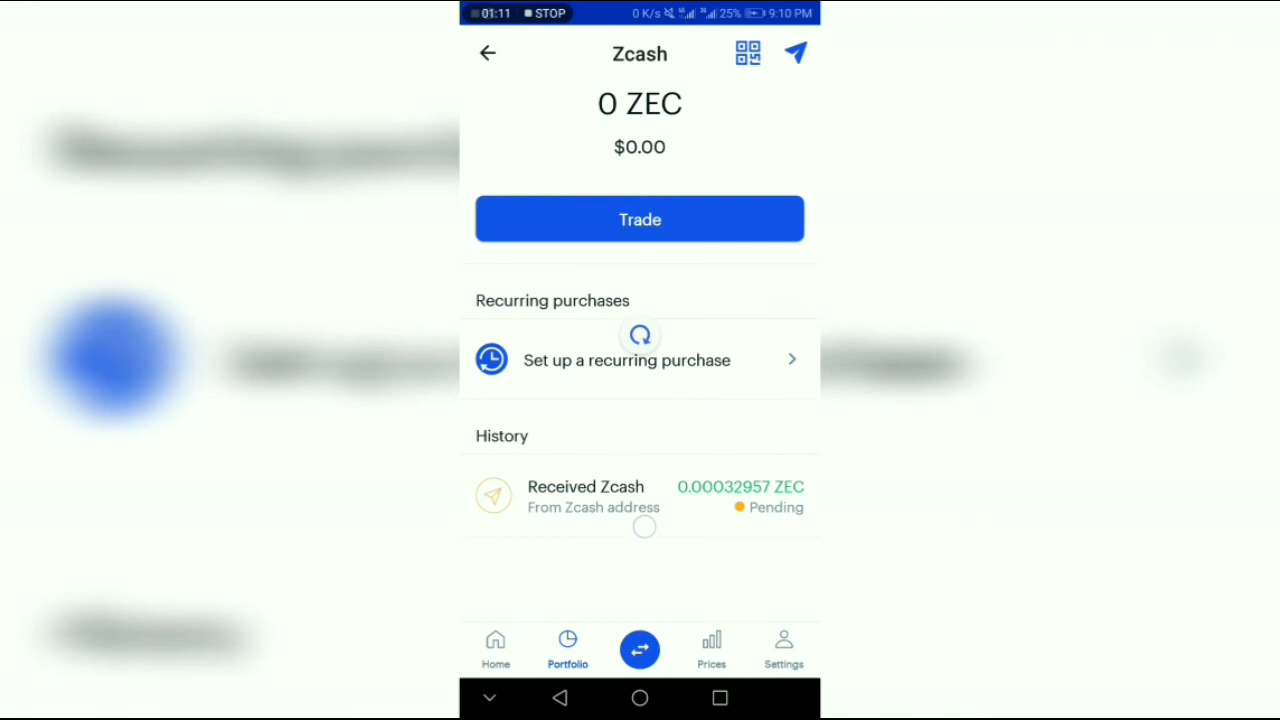 01:11 STOP 0 K/s 25% 9:10 PM
Zcash
0 ZEC
$0.00
Trade
Recurring purchases
Set up a recurring purchase
History
Received Zcash 0.00032957 ZEC
From Zcash address Pending
Home Portfolio Prices Settings